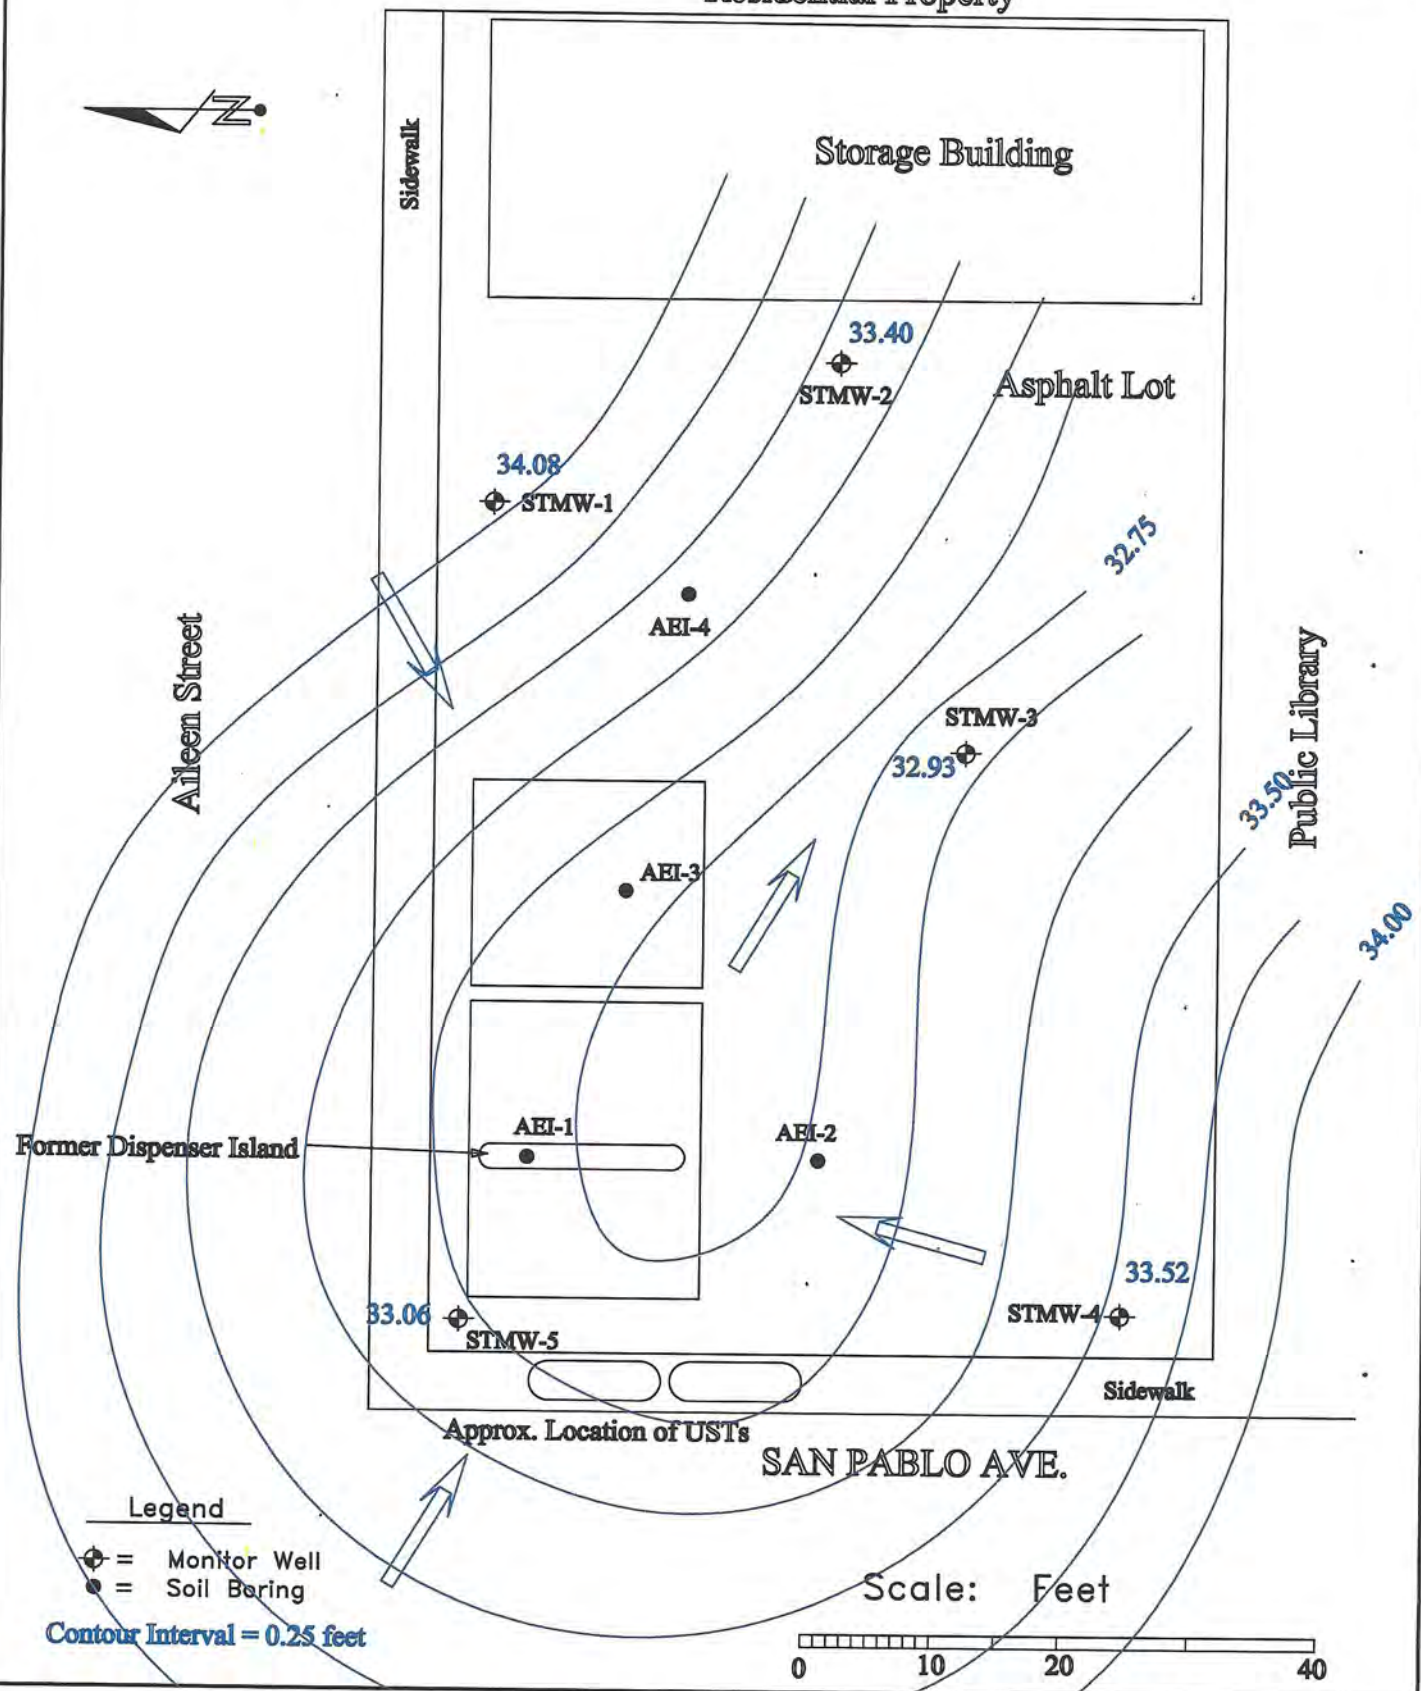 Residential Property
N
Sidewalk
Storage Building
33.40
STMW-2
Asphalt Lot
34.08
STMW-1
32.75
AEI-4
Aileen Street
Public Library
STMW-3
32.93
33.50
AEI-3
34.00
AEI-1
AEI-2
Former Dispenser Island
33.52
33.06
STMW-4
STMW-5
Sidewalk
Approx. Location of USTs
SAN PABLO AVE.
Legend
= Monitor Well
= Soil Boring
Contour Interval = 0.25 feet
Scale: Feet
0 10 20 40